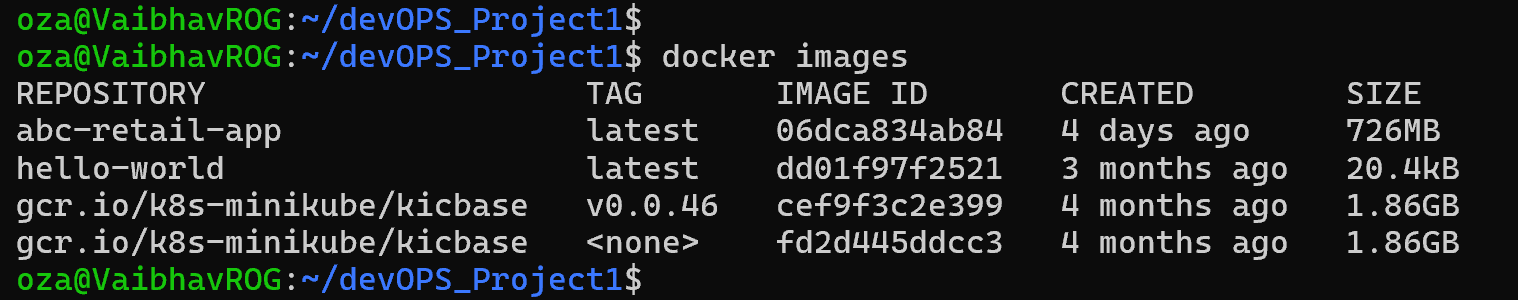 oza@VaibhavROG:~/devOPS_Project1$
oza@VaibhavROG:~/devOPS_Project1$ docker images
REPOSITORY                    TAG       IMAGE ID       CREATED        SIZE
abc-retail-app                latest    06dca834ab84   4 days ago     726MB
hello-world                   latest    dd01f97f2521   3 months ago   20.4kB
gcr.io/k8s-minikube/kicbase   v0.0.46   cef9f3c2e399   4 months ago   1.86GB
gcr.io/k8s-minikube/kicbase   <none>    fd2d445ddcc3   4 months ago   1.86GB
oza@VaibhavROG:~/devOPS_Project1$